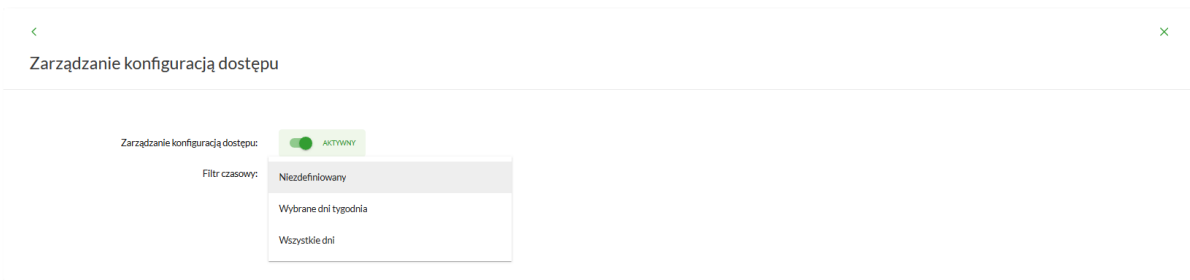 Zarządzanie konfiguracją dostępu
Zarządzanie konfiguracją dostępu: AKTYWNY
Filtr czasowy: Niezdefiniowany
Wybrane dni tygodnia
Wszystkie dni